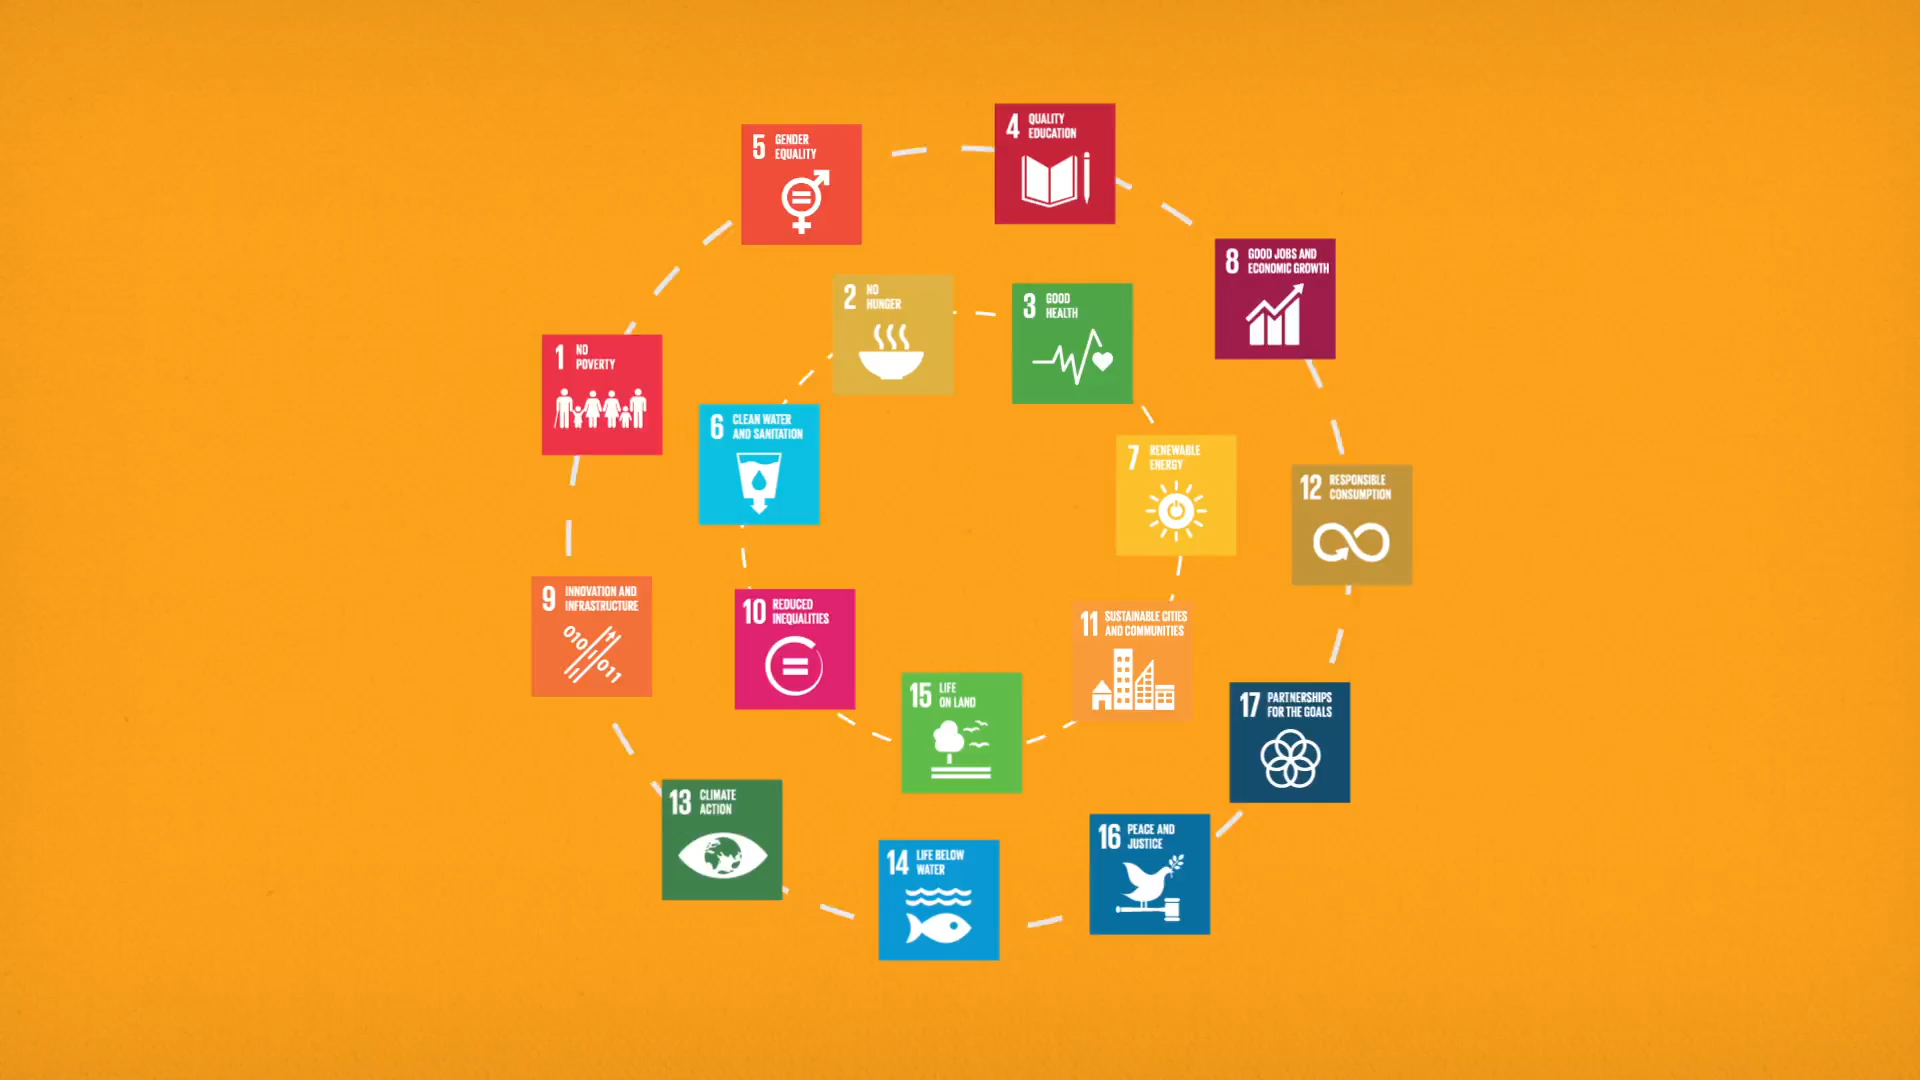 4 QUALITY
EDUCATION
5 GENDER
EQUALITY
8 GOOD JOBS AND
ECONOMIC GROWTH
2 NO
HUNGER
3 GOOD
HEALTH
1 NO
POVERTY
6 CLEAN WATER
AND SANITATION
7 RENEWABLE
ENERGY
12 RESPONSIBLE
CONSUMPTION
9 INNOVATION AND
INFRASTRUCTURE
010
1
011
10 REDUCED
INEQUALITIES
11 SUSTAINABLE CITIES
AND COMMUNITIES
15 LIFE
ON LAND
17 PARTNERSHIPS
FOR THE GOALS
13 CLIMATE
ACTION
16 PEACE AND
JUSTICE
14 LIFE BELOW
WATER